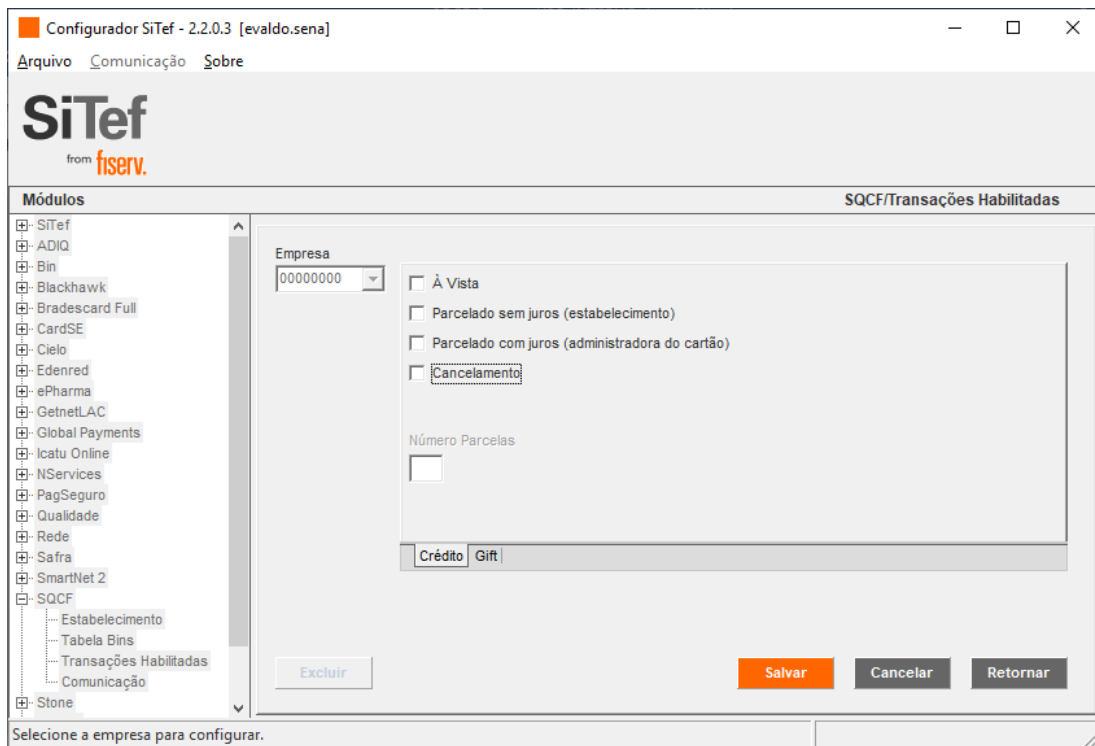 Configurador SiTef - 2.2.0.3 [evaldo.sena]
Arquivo Comunicação Sobre
SiTef
from fiserv.
Módulos
SQCF/Transações Habilitadas
SiTef
ADIQ
Bin
Blackhawk
Bradescard Full
CardSE
Cielo
Edenred
ePharma
GetnetLAC
Global Payments
Icatu Online
NServices
PagSeguro
Qualidade
Rede
Safra
SmartNet 2
SQCF
Estabelecimento
Tabela Bins
Transações Habilitadas
Comunicação
Stone
Empresa
00000000
À Vista
Parcelado sem juros (estabelecimento)
Parcelado com juros (administradora do cartão)
Cancelamento
Número Parcelas
Crédito Gift
Excluir Salvar Cancelar Retornar
Selecione a empresa para configurar.